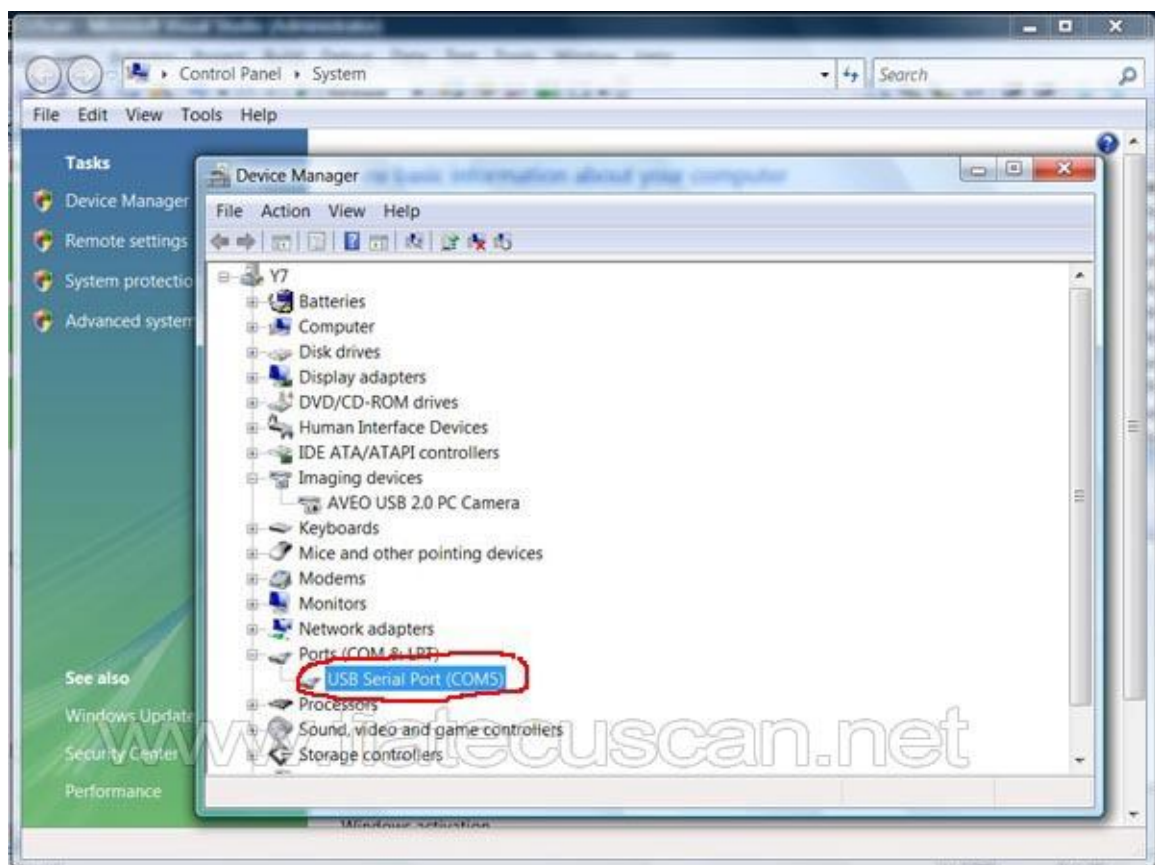 Control Panel ▸ System
Search
File Edit View Tools Help
Tasks
Device Manager
Remote settings
System protectio
Advanced system
See also
Windows Update
Security Center
Performance
Device Manager
File Action View Help
Y7
Batteries
Computer
Disk drives
Display adapters
DVD/CD-ROM drives
Human Interface Devices
IDE ATA/ATAPI controllers
Imaging devices
AVEO USB 2.0 PC Camera
Keyboards
Mice and other pointing devices
Modems
Monitors
Network adapters
Ports (COM & LPT)
USB Serial Port (COM5)
Processors
Sound, video and game controllers
Storage controllers
www.fiatecuscan.net
Windows activation